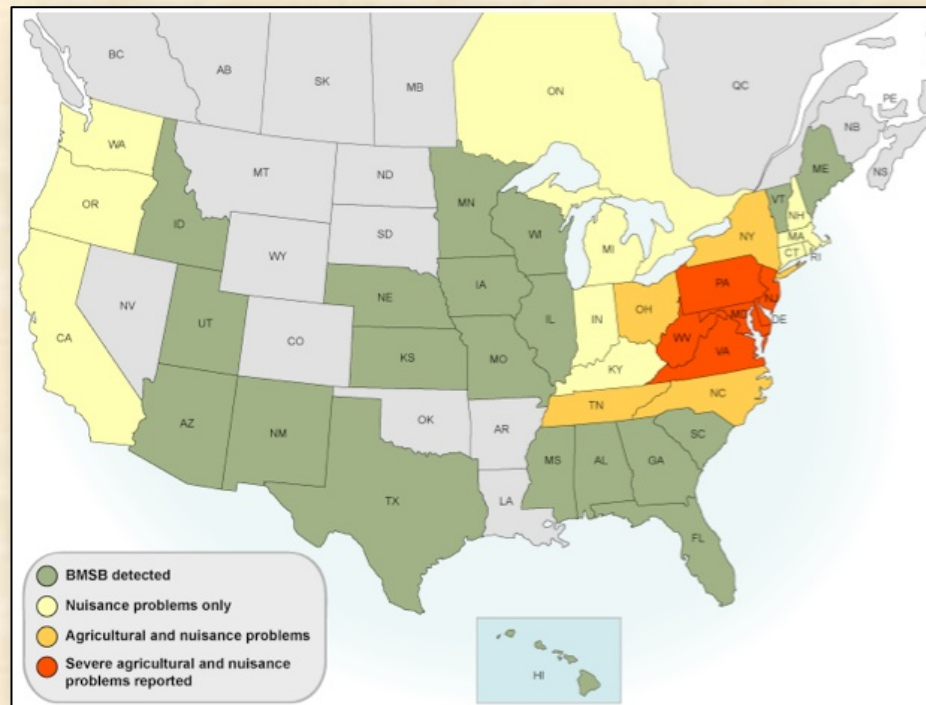 BC
AB
SK
MB
ON
QC
PE
NB
NS
WA
MT
ND
MN
ME
VT
NH
OR
ID
SD
WI
MI
NY
MA
CT
RI
WY
IA
PA
NJ
NE
NV
UT
CO
IL
IN
OH
MD
DE
WV
VA
CA
KS
MO
KY
NC
TN
AZ
NM
OK
AR
SC
MS
AL
GA
TX
LA
FL
HI
BMSB detected
Nuisance problems only
Agricultural and nuisance problems
Severe agricultural and nuisance
problems reported